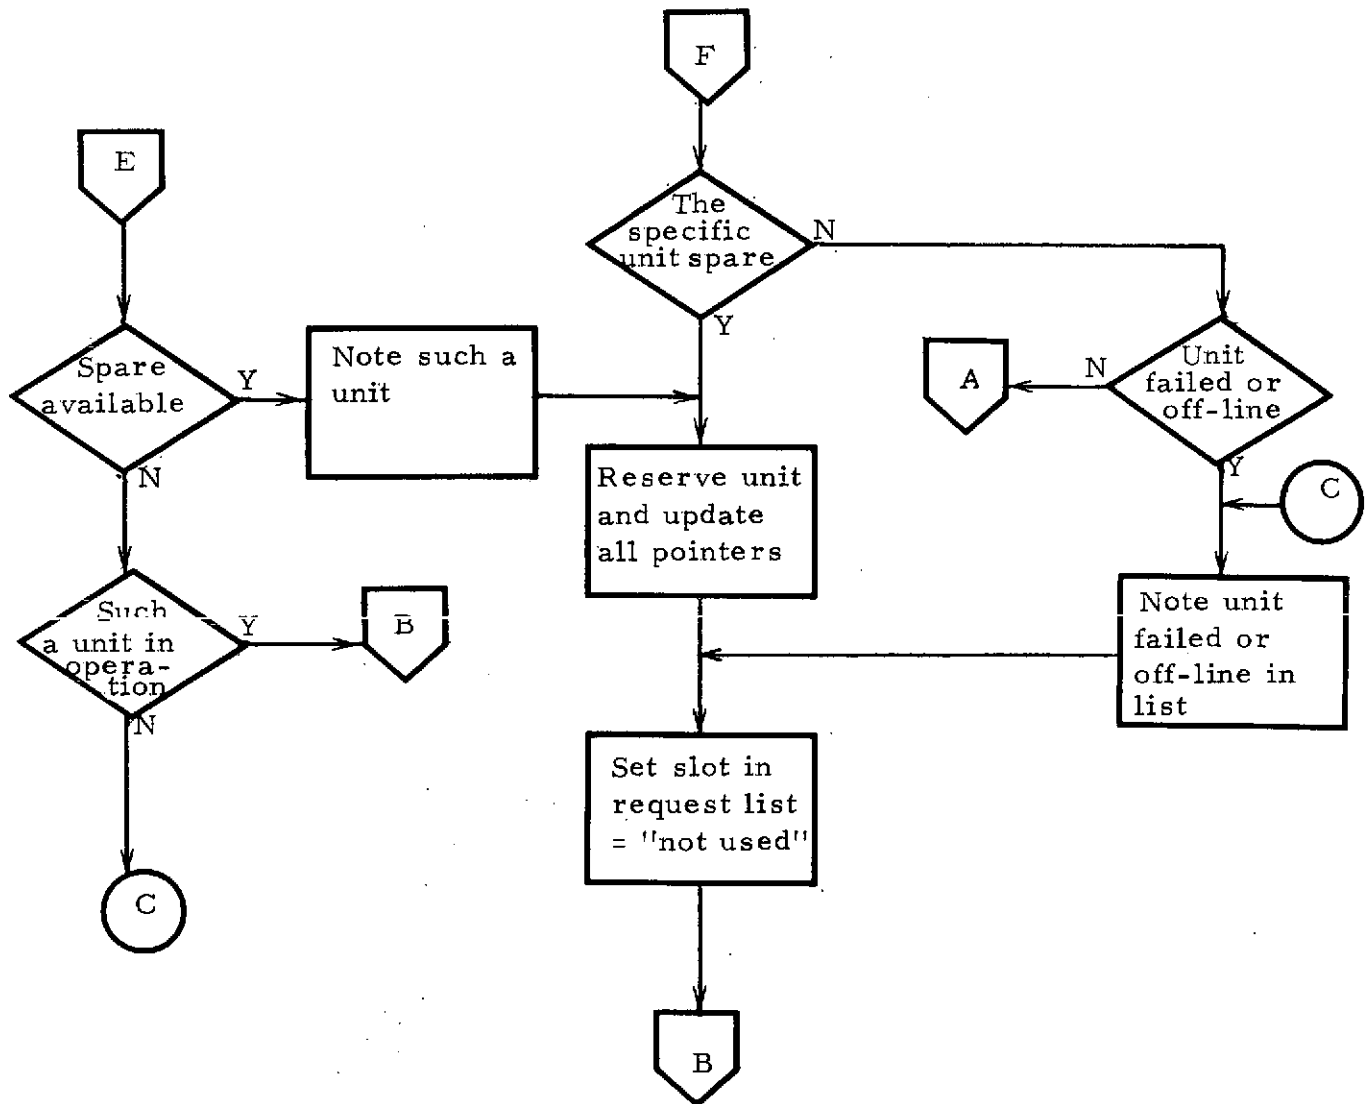 F
E
The
specific
unit spare
N
Y
Spare
available
Y
N
Note such a
unit
A
N
Unit
failed or
off-line
Y
C
Reserve unit
and update
all pointers
Such
a unit in
opera-
tion
Y
N
B
Note unit
failed or
off-line in
list
Set slot in
request list
= "not used"
C
B